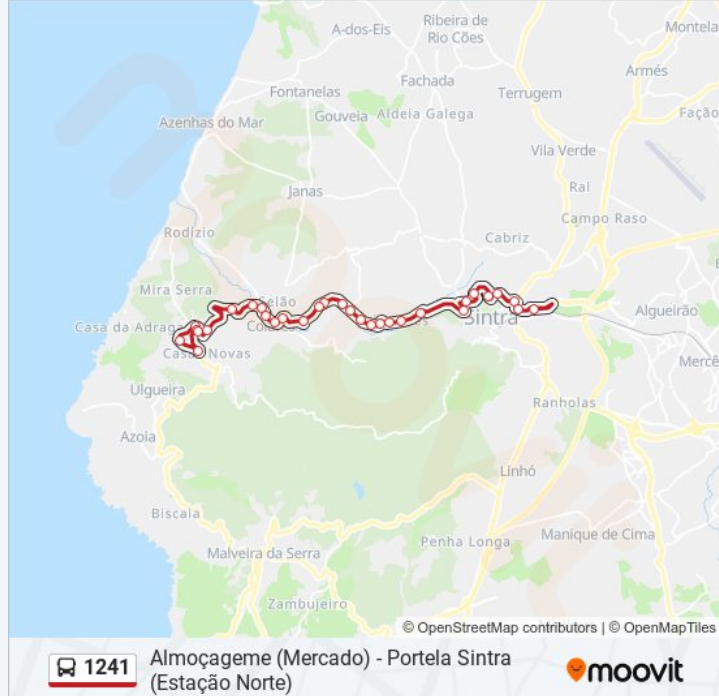 A-dos-Eis
Ribeira de
Rio Cões
Montela
Armés
Fachada
Fontanelas
Terrugem
Gouveia
Aldeia Galega
Fação
Azenhas do Mar
Vila Verde
Janas
Ral
Campo Raso
Rodízio
Cabriz
Mira Serra
Algueirão
Casa da Adraga
Sintra
Casas Novas
Mercê
Ulgueira
Ranholas
Azoia
Linhó
Biscaia
Manique de Cima
Penha Longa
Malveira da Serra
Zambujeiro
© OpenStreetMap contributors | © OpenMapTiles
1241
Almoçageme (Mercado) - Portela Sintra
(Estação Norte)
moovit